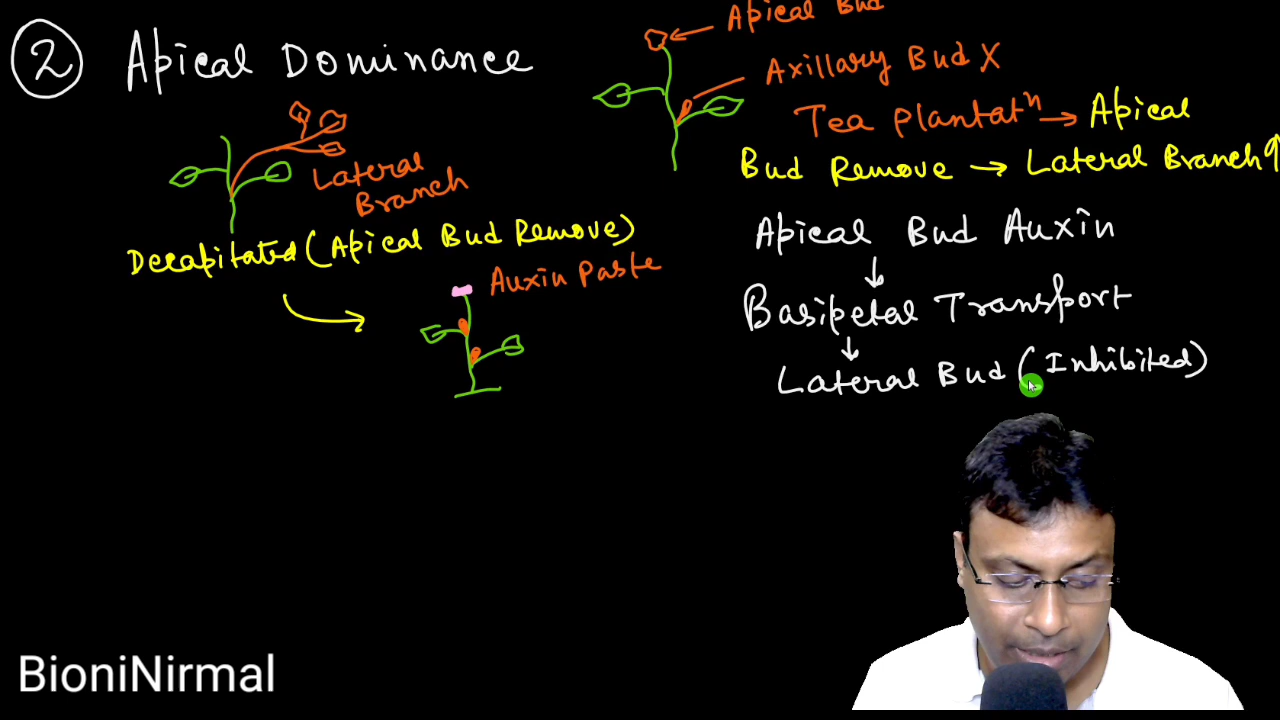 2 Apical Dominance
Apical Bud
Axillary Bud X
Tea Plantatⁿ → Apical
Bud Remove → Lateral Branch↑
Lateral
Branch
Decapitated (Apical Bud Remove)
Auxin Paste
Apical Bud Auxin
↓
Basipetal Transport
↓
Lateral Bud (Inhibited)
BioniNirmal